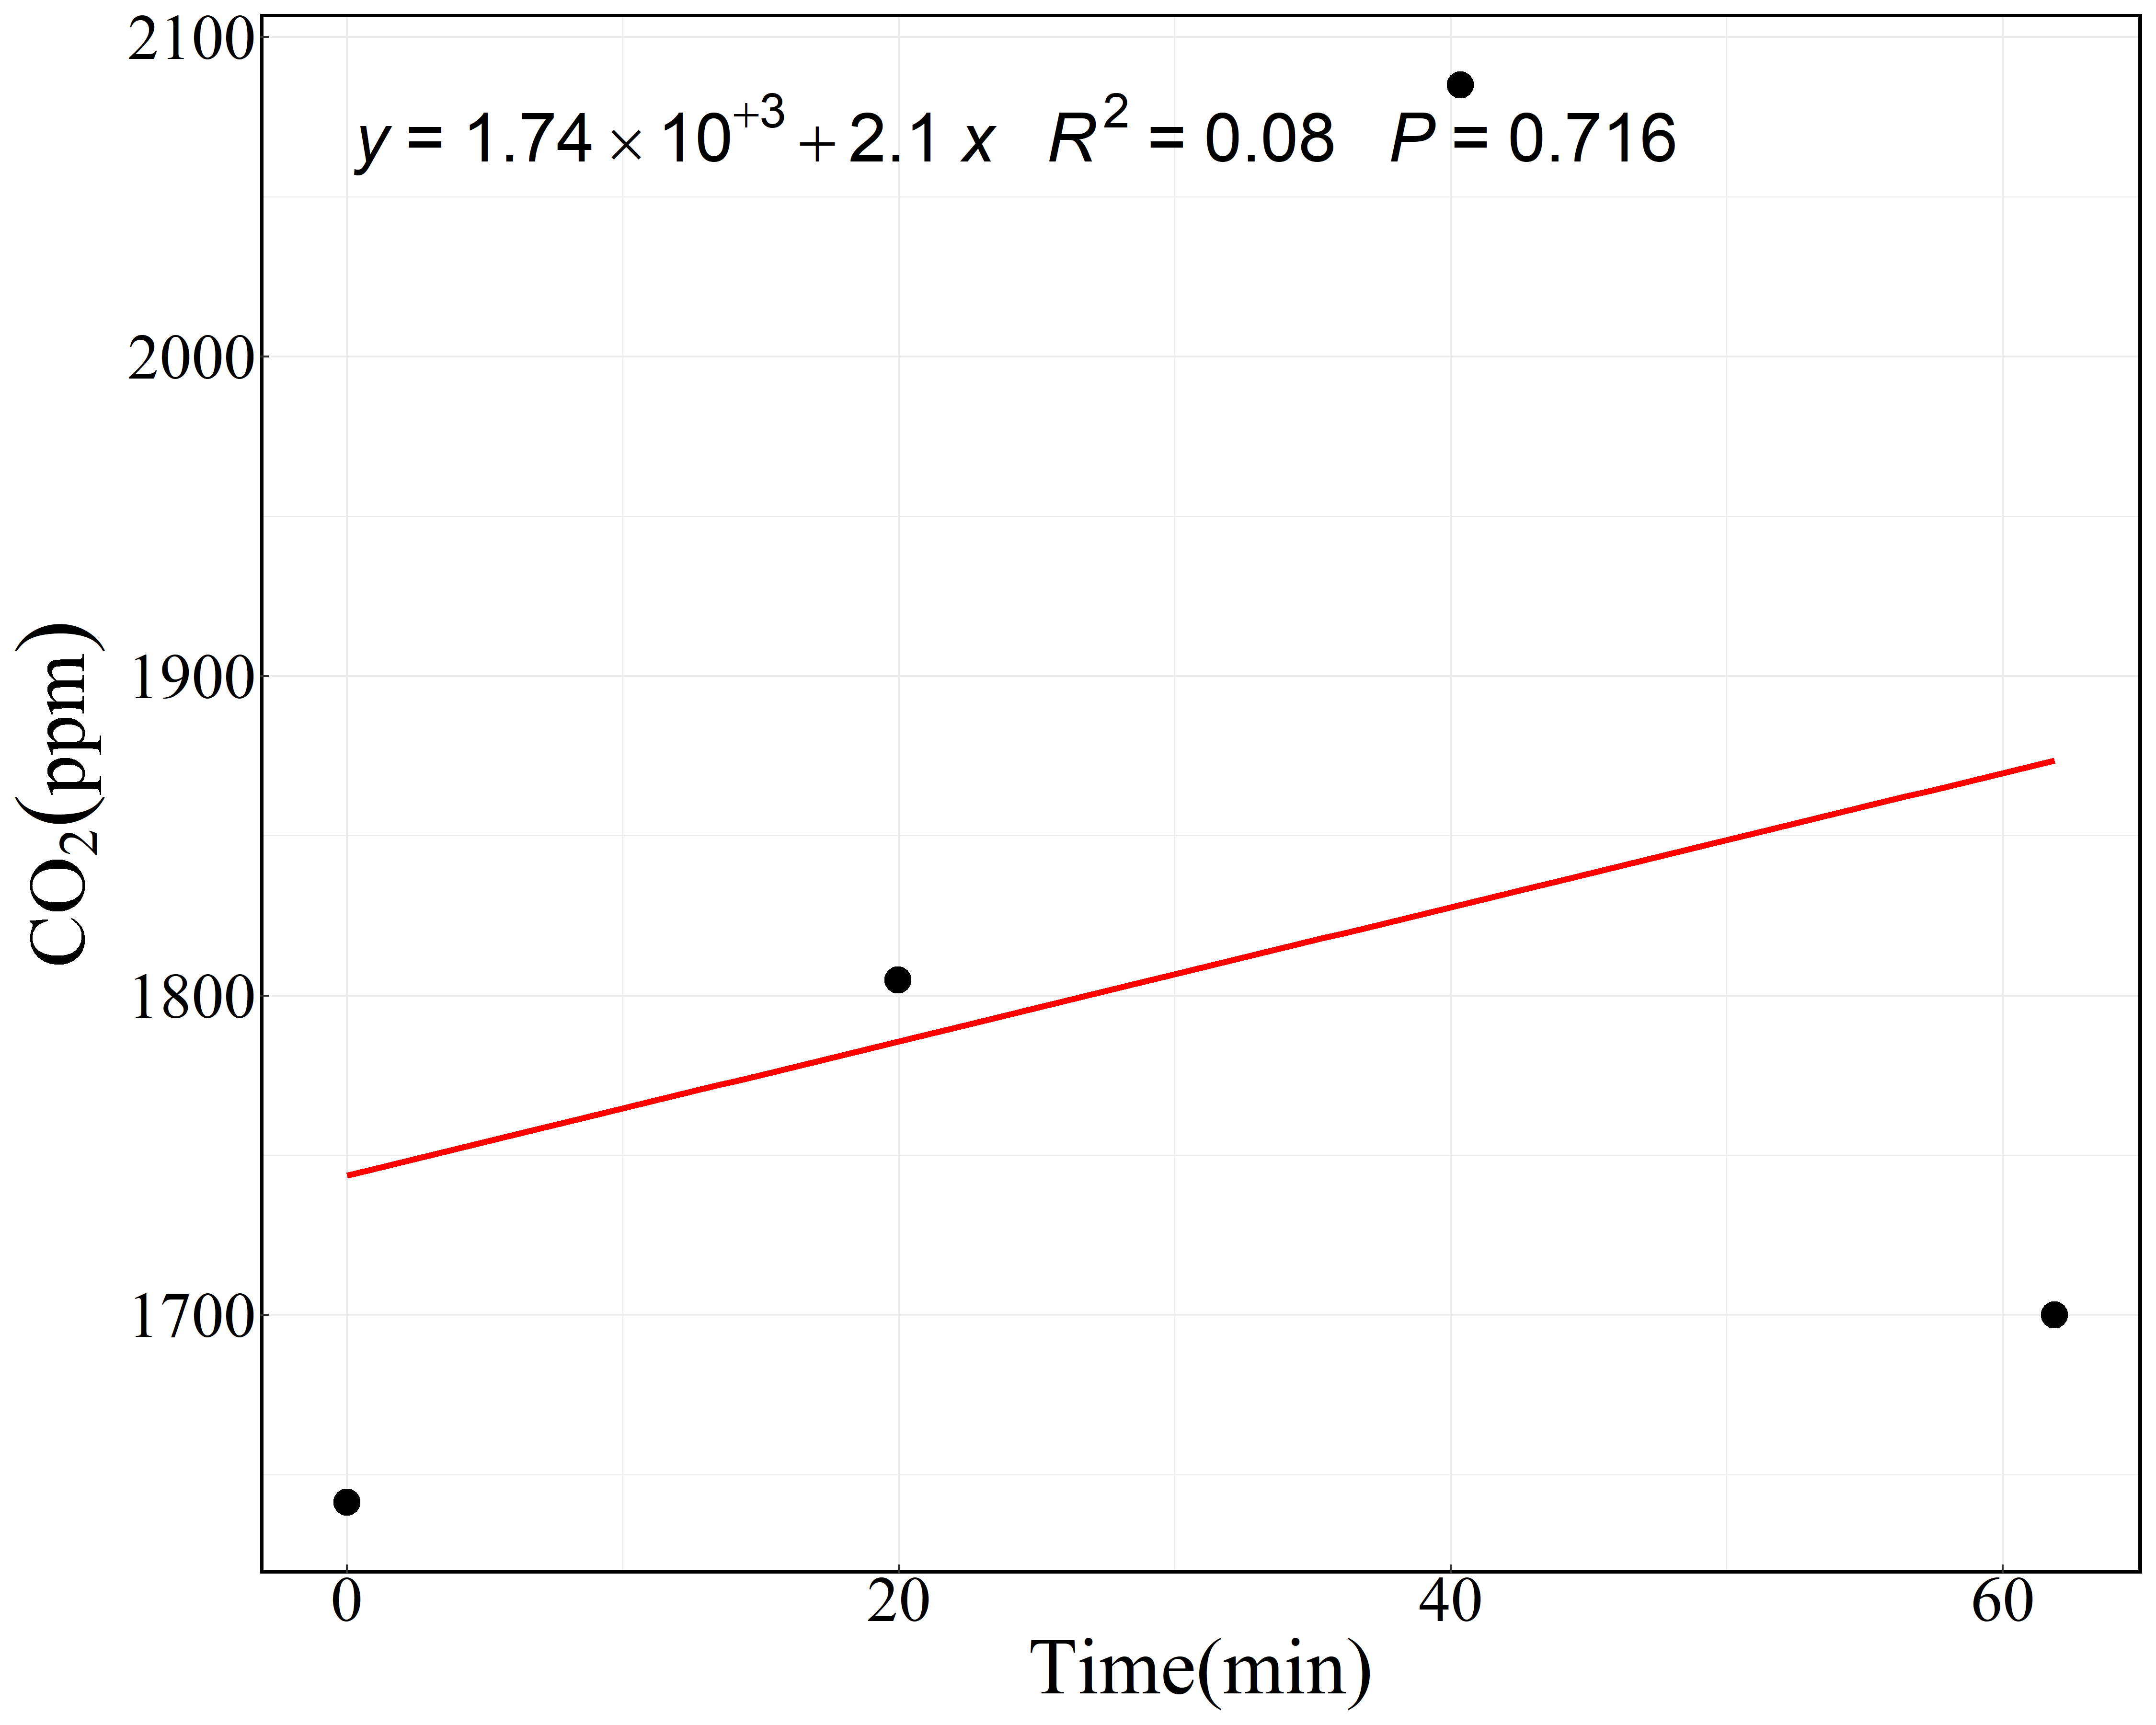 2100
y = 1.74 × 10⁺³ + 2.1 x R² = 0.08 P = 0.716
2000
1900
1800
1700
CO₂(ppm)
0 20 40 60
Time(min)